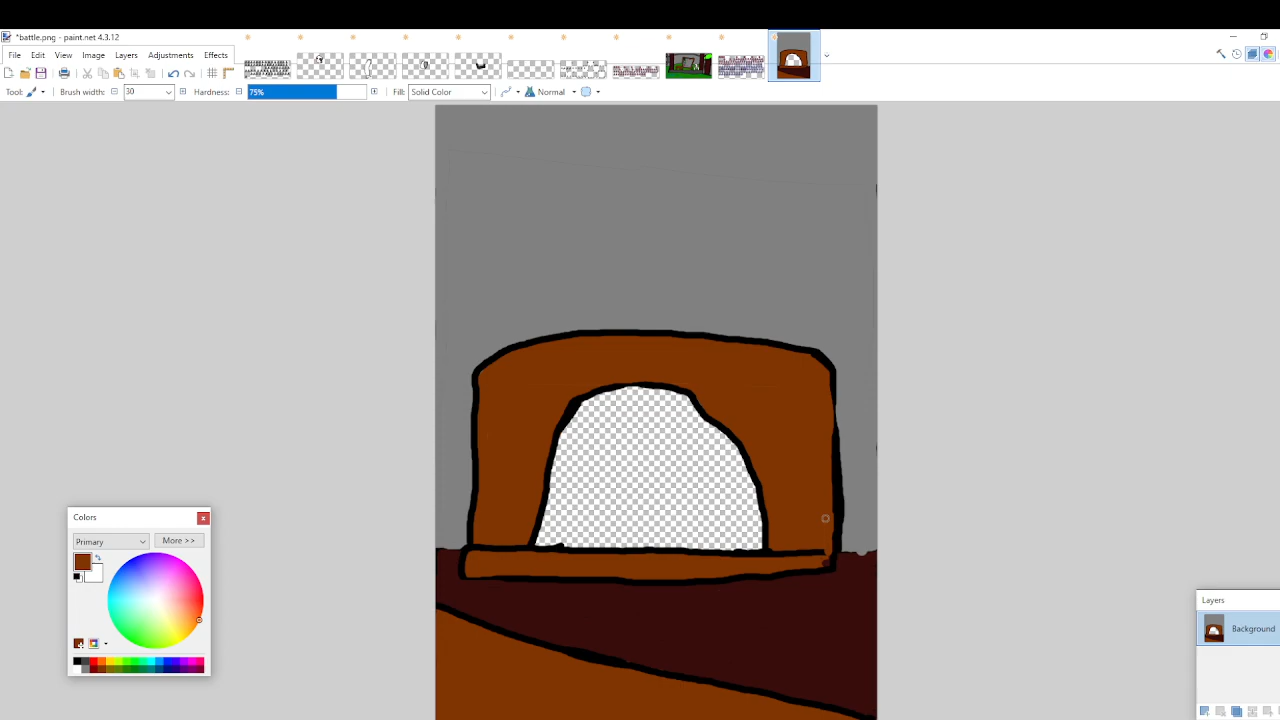 *battle.png - paint.net 4.3.12
File Edit View Image Layers Adjustments Effects
Tool: Brush width: 30 Hardness: 75% Fill: Solid Color Normal
Colors
Primary More >>
Layers
Background